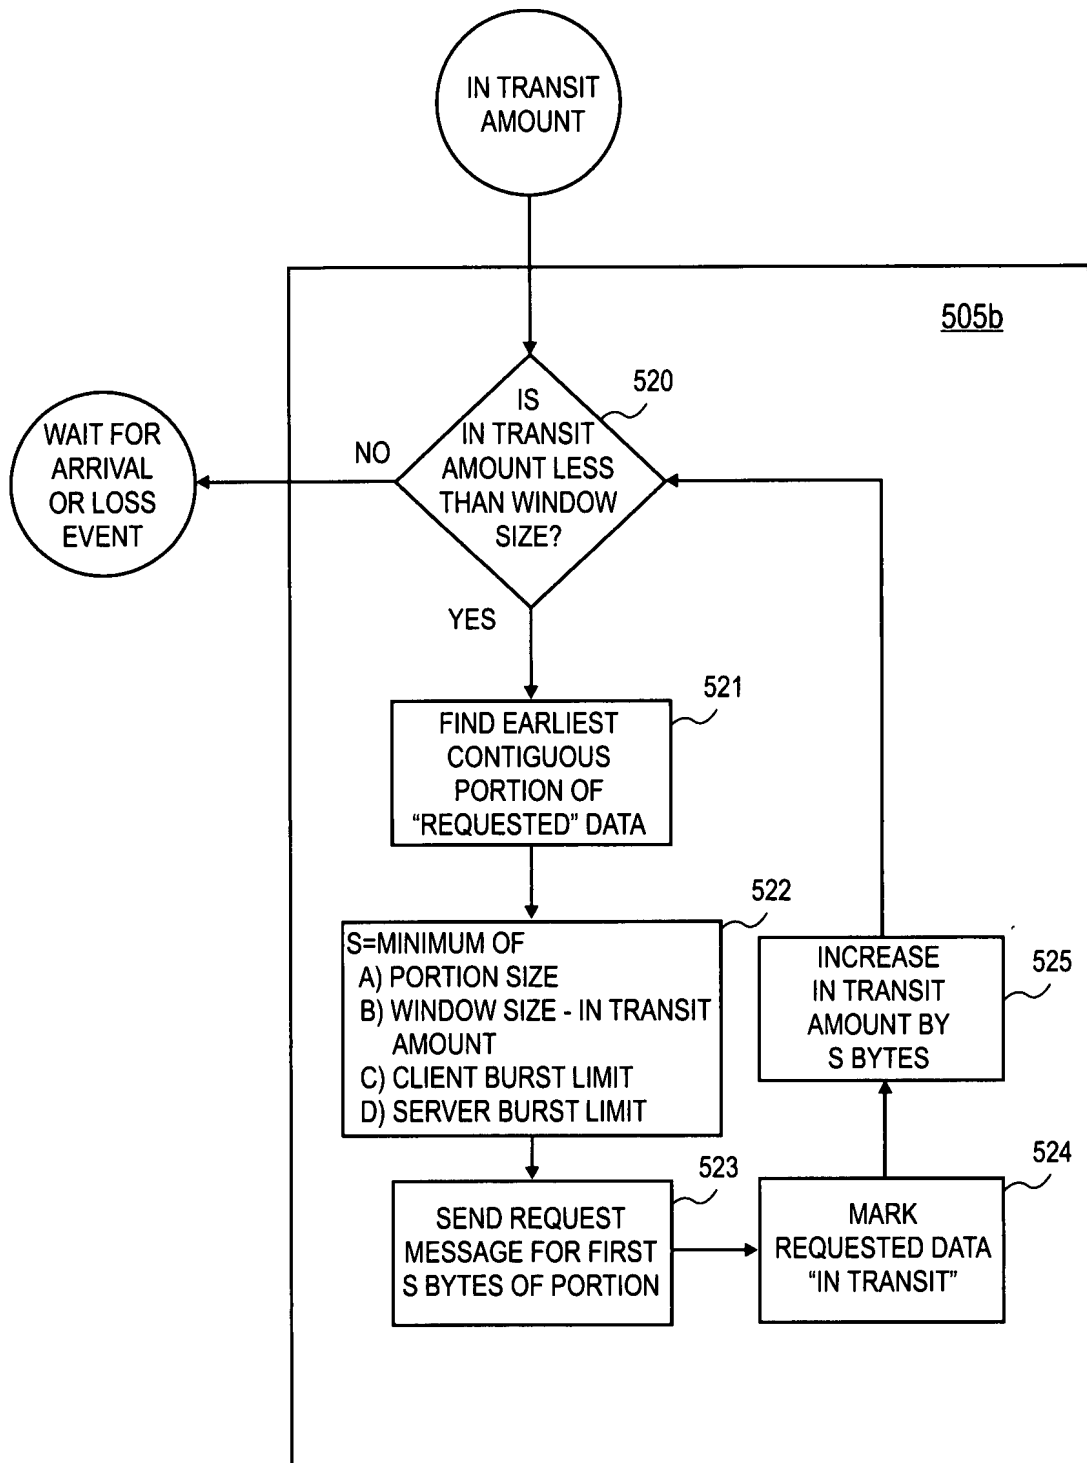 IN TRANSIT
AMOUNT
505b
520
IS
IN TRANSIT
AMOUNT LESS
THAN WINDOW
SIZE?
NO
WAIT FOR
ARRIVAL
OR LOSS
EVENT
YES
521
FIND EARLIEST
CONTIGUOUS
PORTION OF
“REQUESTED” DATA
522
S=MINIMUM OF
A) PORTION SIZE
B) WINDOW SIZE - IN TRANSIT
AMOUNT
C) CLIENT BURST LIMIT
D) SERVER BURST LIMIT
525
INCREASE
IN TRANSIT
AMOUNT BY
S BYTES
523
SEND REQUEST
MESSAGE FOR FIRST
S BYTES OF PORTION
524
MARK
REQUESTED DATA
“IN TRANSIT”